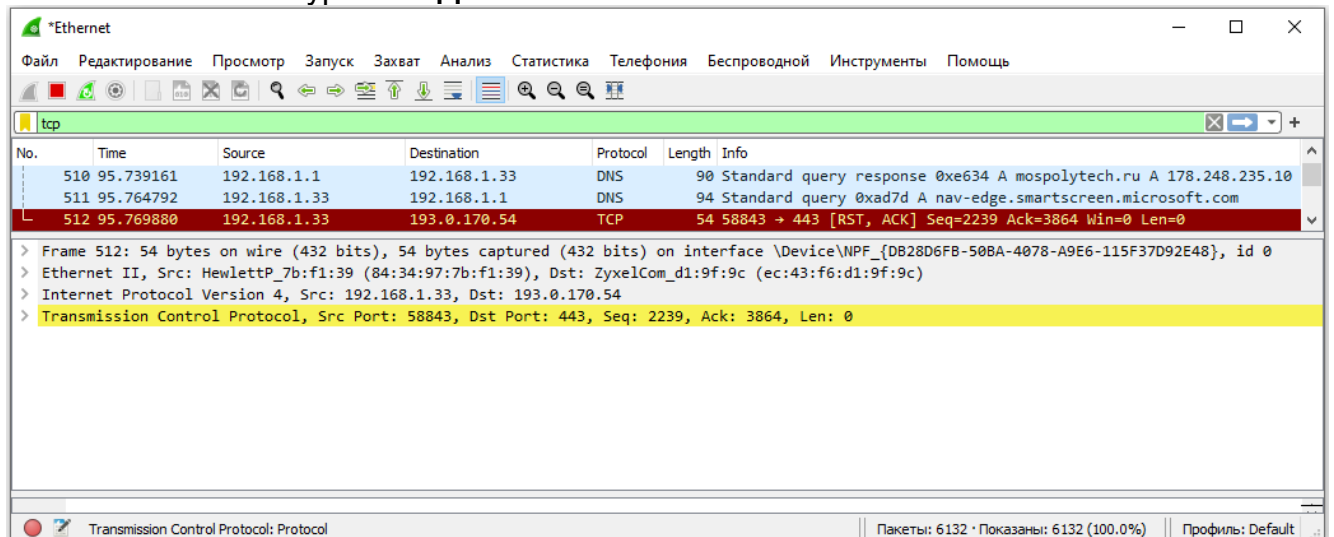 *Ethernet
Файл Редактирование Просмотр Запуск Захват Анализ Статистика Телефония Беспроводной Инструменты Помощь
tcp
No. Time Source Destination Protocol Length Info
510 95.739161 192.168.1.1 192.168.1.33 DNS 90 Standard query response 0xe634 A mospolytech.ru A 178.248.235.10
511 95.764792 192.168.1.33 192.168.1.1 DNS 94 Standard query 0xad7d A nav-edge.smartscreen.microsoft.com
512 95.769880 192.168.1.33 193.0.170.54 TCP 54 58843 → 443 [RST, ACK] Seq=2239 Ack=3864 Win=0 Len=0
> Frame 512: 54 bytes on wire (432 bits), 54 bytes captured (432 bits) on interface \Device\NPF_{DB28D6FB-50BA-4078-A9E6-115F37D92E48}, id 0
> Ethernet II, Src: HewlettP_7b:f1:39 (84:34:97:7b:f1:39), Dst: ZyxelCom_d1:9f:9c (ec:43:f6:d1:9f:9c)
> Internet Protocol Version 4, Src: 192.168.1.33, Dst: 193.0.170.54
> Transmission Control Protocol, Src Port: 58843, Dst Port: 443, Seq: 2239, Ack: 3864, Len: 0
Transmission Control Protocol: Protocol Пакеты: 6132 · Показаны: 6132 (100.0%) Профиль: Default